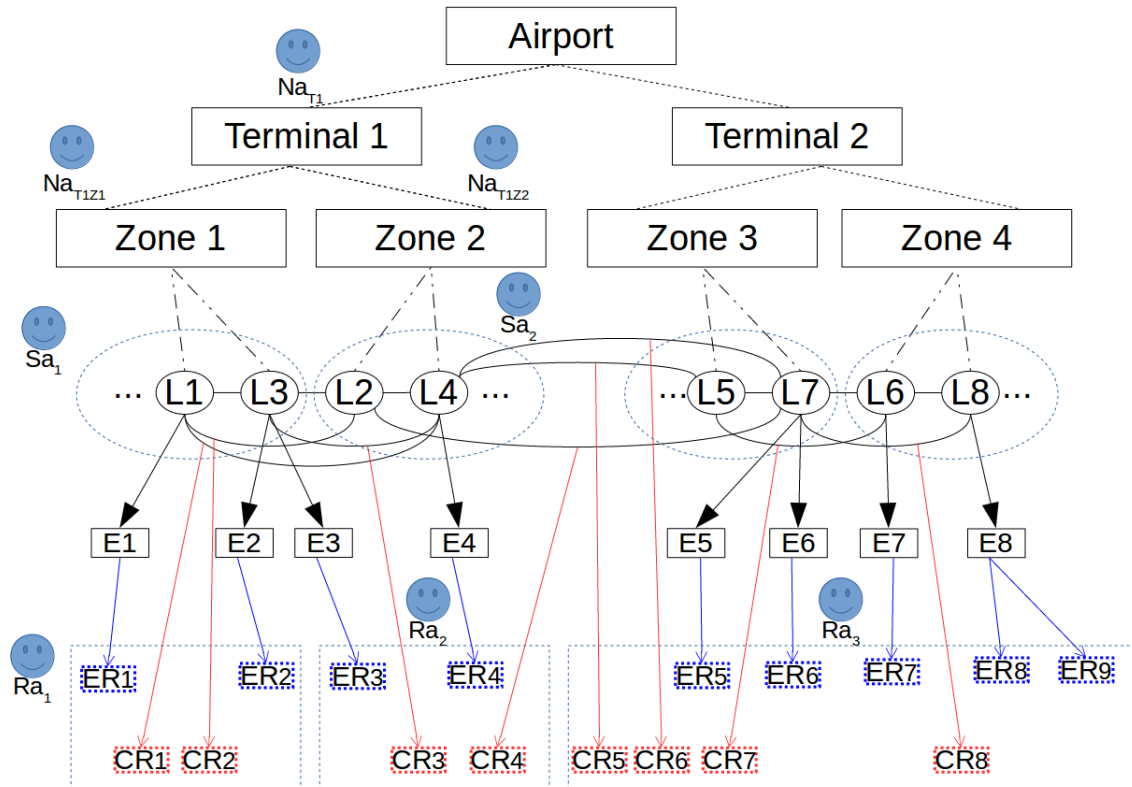 Airport
Na_T1
Terminal 1
Terminal 2
Na_T1Z1
Na_T1Z2
Zone 1
Zone 2
Zone 3
Zone 4
Sa_1
Sa_2
... L1 L3 L2 L4 ... ... L5 L7 L6 L8 ...
E1 E2 E3 E4 E5 E6 E7 E8
Ra_1
Ra_2
Ra_3
ER1 ER2 ER3 ER4 ER5 ER6 ER7 ER8 ER9
CR1 CR2 CR3 CR4 CR5 CR6 CR7 CR8